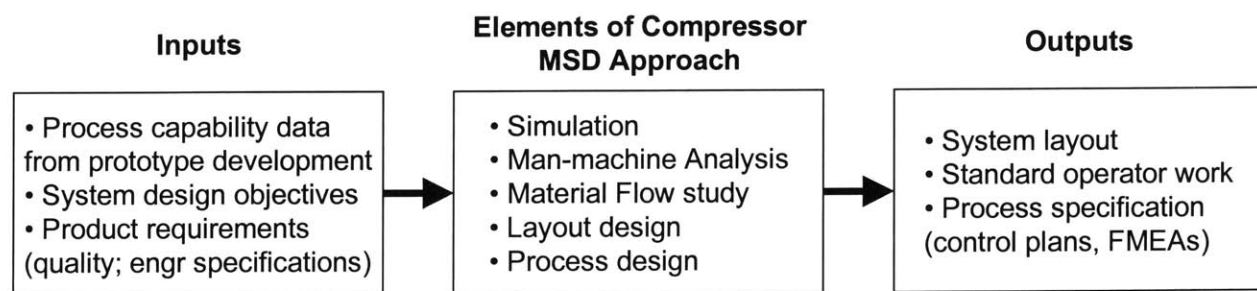 Inputs
• Process capability data
from prototype development
• System design objectives
• Product requirements
(quality; engr specifications)
Elements of Compressor
MSD Approach
• Simulation
• Man-machine Analysis
• Material Flow study
• Layout design
• Process design
Outputs
• System layout
• Standard operator work
• Process specification
(control plans, FMEAs)